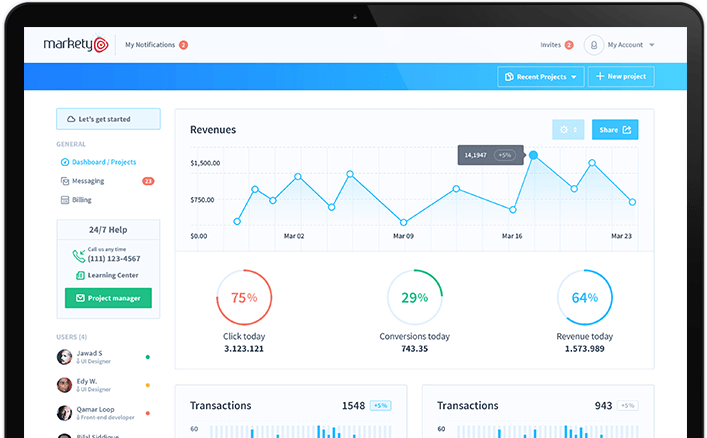 markety
My Notifications 2
Invites 2
My Account
Recent Projects
+ New project
Let's get started
GENERAL
Dashboard / Projects
Messaging 23
Billing
24/7 Help
Call us any time
(111) 123-4567
Learning Center
Project manager
USERS (4)
Jawad S
UI Designer
Edy W.
UI Designer
Qamar Loop
Front-end developer
Bilal Siddique
Revenues
Share
14,1947 +5%
$1,500.00
$750.00
$0.00
Mar 02
Mar 09
Mar 16
Mar 23
75%
Click today
3.123.121
29%
Conversions today
743.35
64%
Revenue today
1.573.989
Transactions 1548 +5%
60
Transactions 943 +5%
60